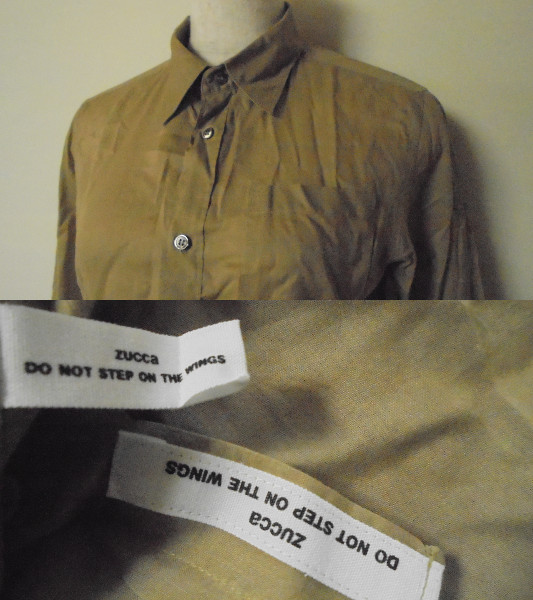 zucca
DO NOT STEP ON THE WINGS
zucca
DO NOT STEP ON THE WINGS